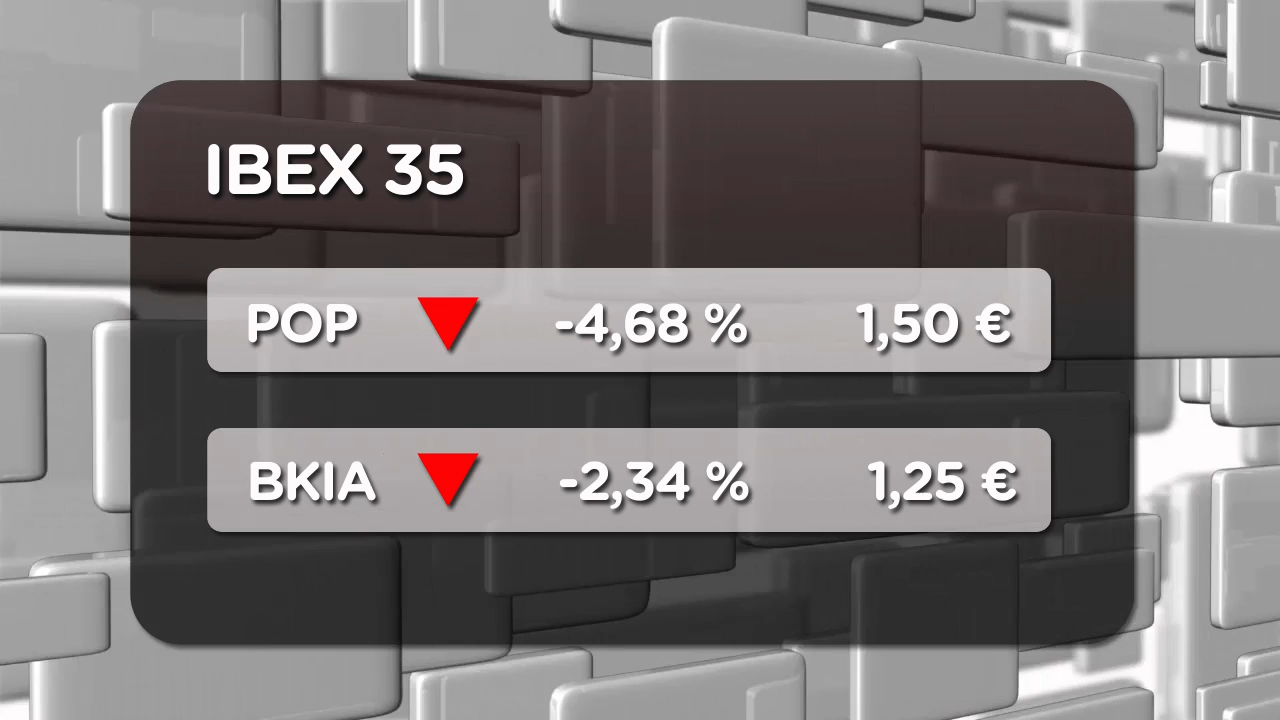 IBEX 35
POP -4,68 % 1,50 €
BKIA -2,34 % 1,25 €